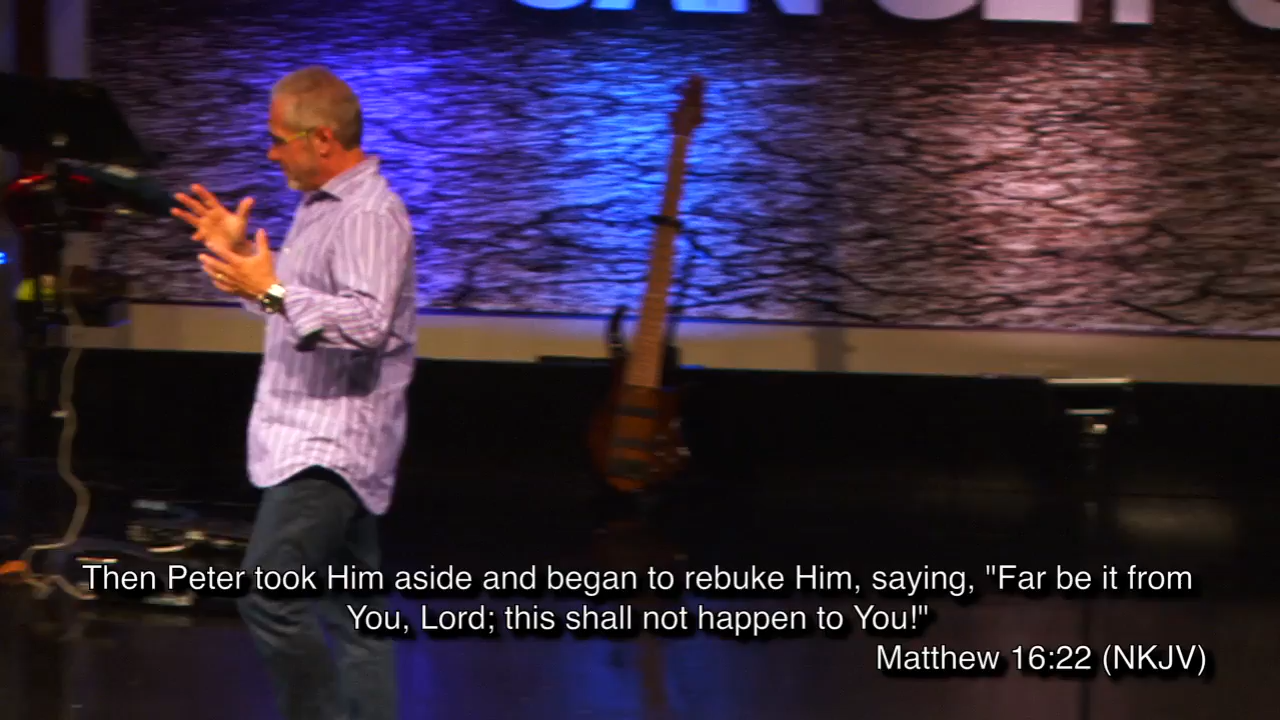 Then Peter took Him aside and began to rebuke Him, saying, "Far be it from
You, Lord; this shall not happen to You!"
Matthew 16:22 (NKJV)